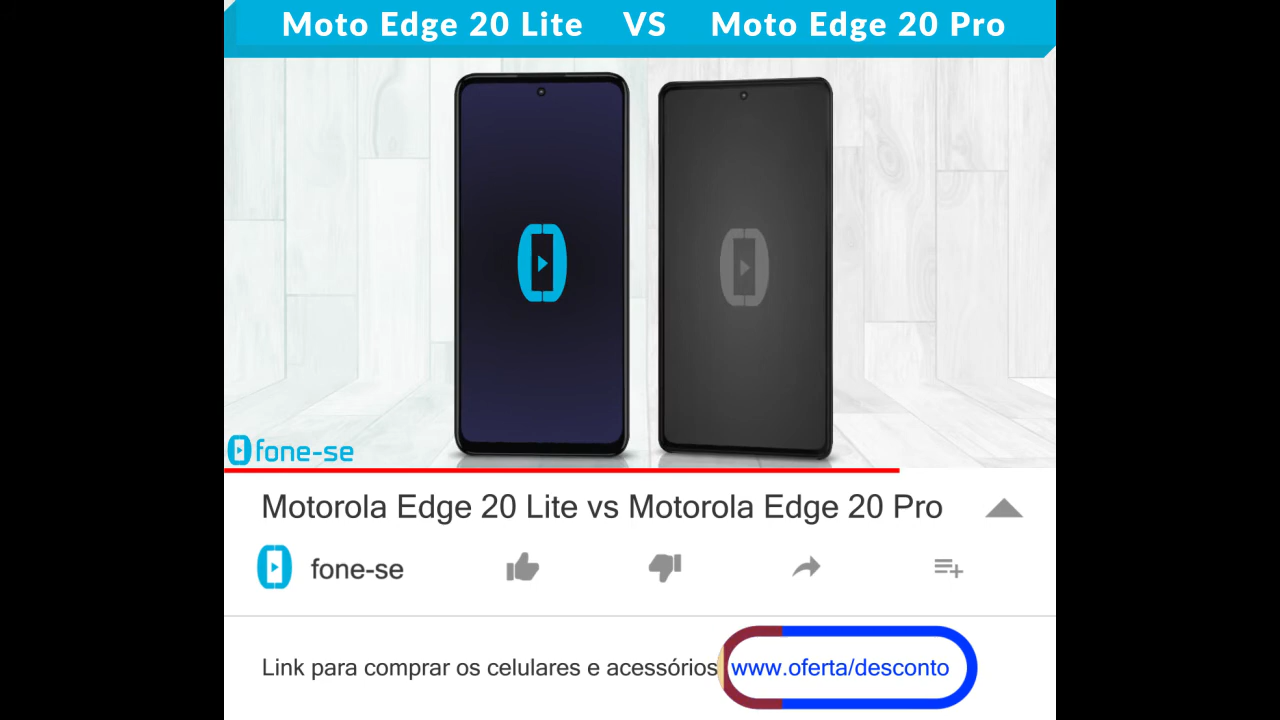 Moto Edge 20 Lite VS Moto Edge 20 Pro
fone-se
Motorola Edge 20 Lite vs Motorola Edge 20 Pro
fone-se
Link para comprar os celulares e acessórios www.oferta/desconto